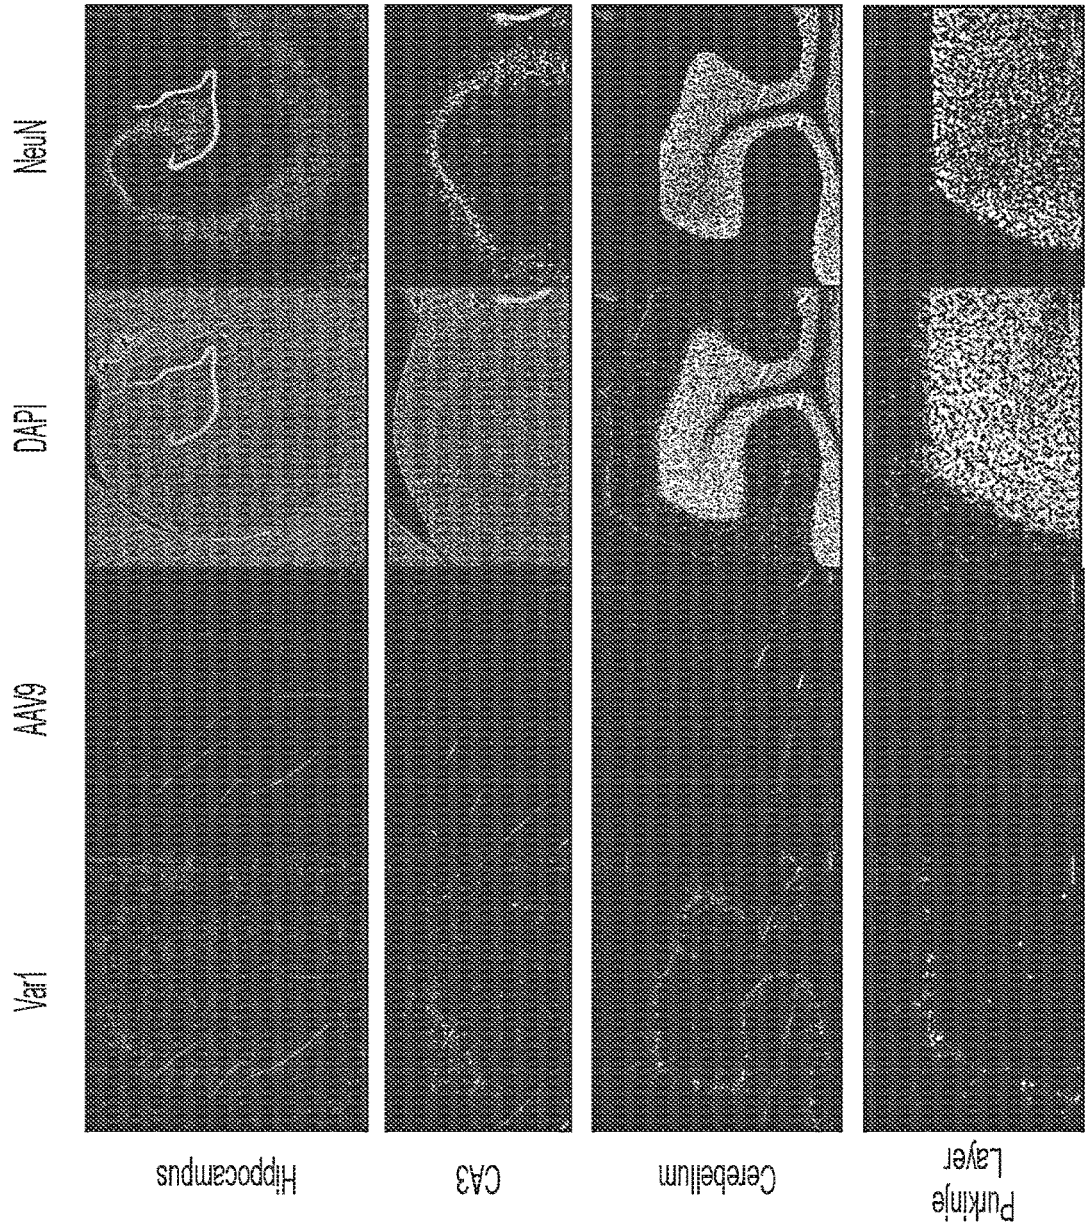 Var1
AAV9
DAPI
NeuN
Hippocampus
CA3
Cerebellum
Purkinje
Layer